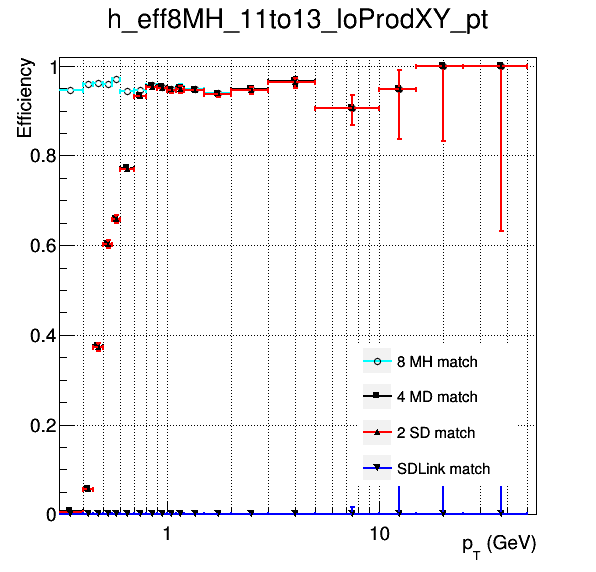 h_eff8MH_11to13_loProdXY_pt
Efficiency
1
0.8
0.6
0.4
0.2
0
8 MH match
4 MD match
2 SD match
SDLink match
1
10
p_T (GeV)